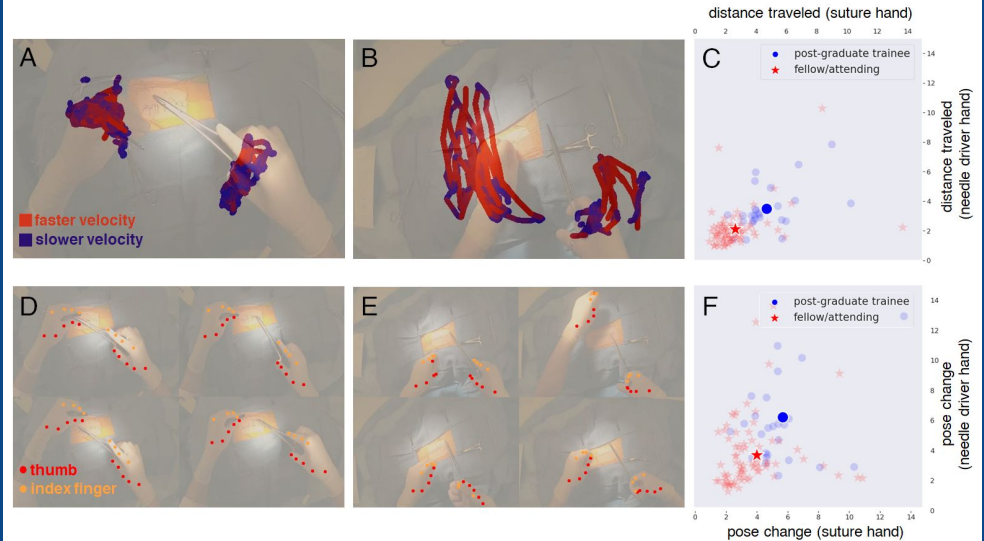 distance traveled (suture hand)
0 2 4 6 8 10 12 14
A
B
C
post-graduate trainee
fellow/attending
14
12
10
8
6
4
2
0
distance traveled
(needle driver hand)
faster velocity
slower velocity
D
E
F
post-graduate trainee
fellow/attending
14
12
10
8
6
4
2
0
pose change
(needle driver hand)
thumb
index finger
0 2 4 6 8 10 12 14
pose change (suture hand)